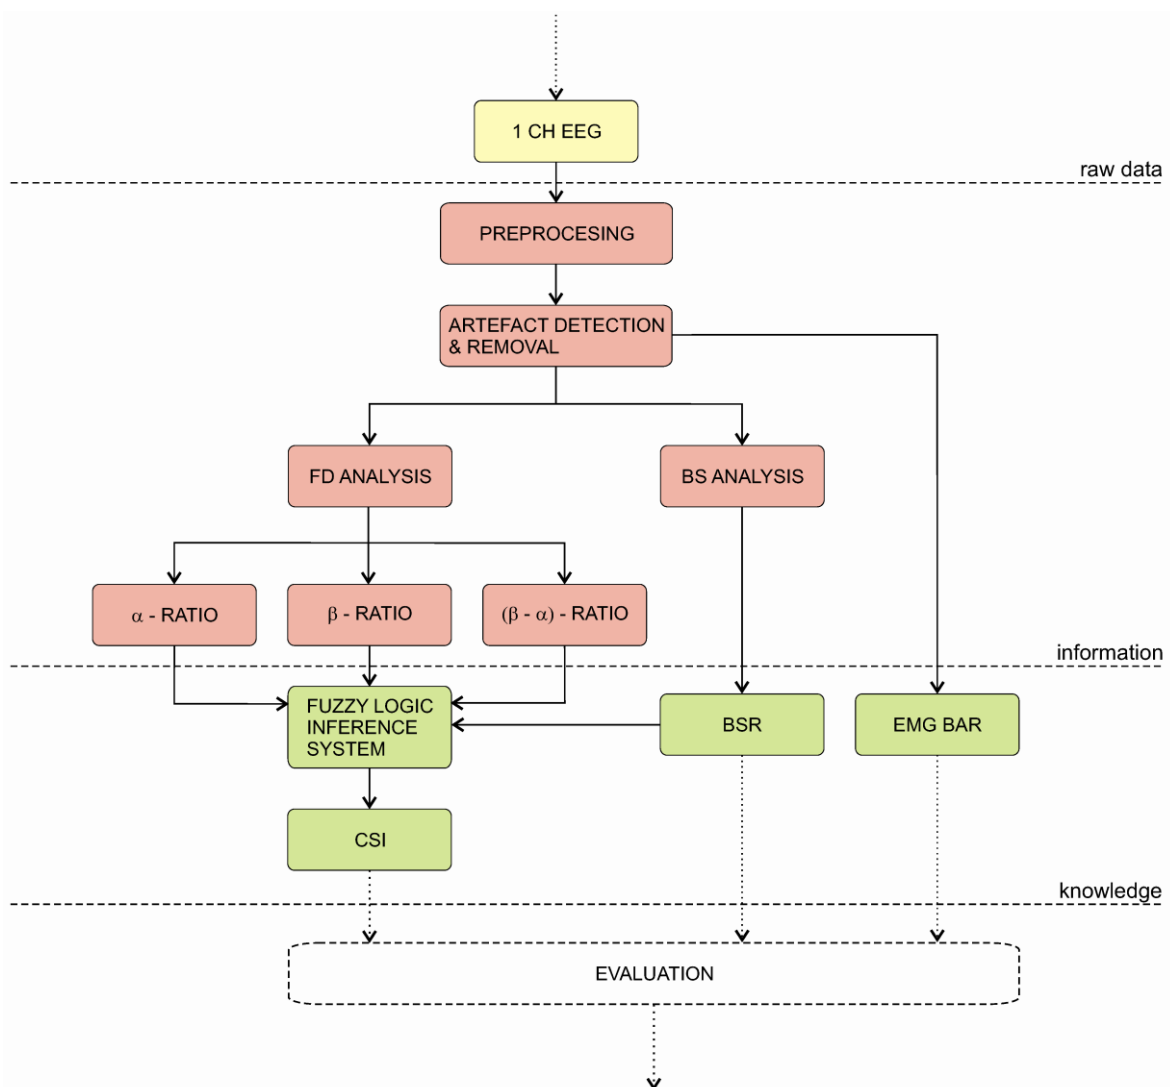 1 CH EEG
raw data
PREPROCESING
ARTEFACT DETECTION
& REMOVAL
FD ANALYSIS
BS ANALYSIS
α - RATIO
β - RATIO
(β - α) - RATIO
information
FUZZY LOGIC
INFERENCE
SYSTEM
BSR
EMG BAR
CSI
knowledge
EVALUATION